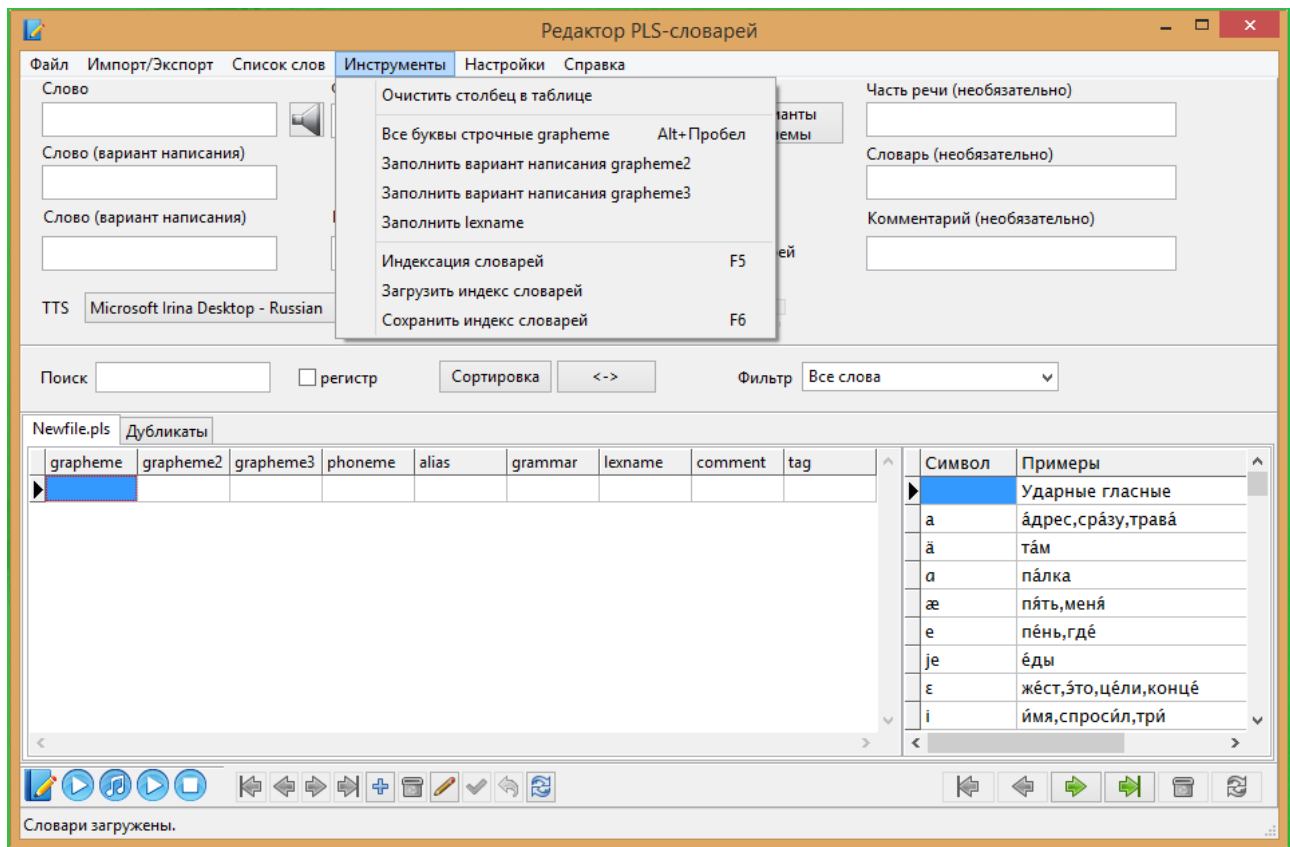 Редактор PLS-словарей
Файл Импорт/Экспорт Список слов Инструменты Настройки Справка
Слово
Часть речи (необязательно)
Слово (вариант написания)
Словарь (необязательно)
Слово (вариант написания)
Комментарий (необязательно)
TTS Microsoft Irina Desktop - Russian
Очистить столбец в таблице
Все буквы строчные grapheme Alt+Пробел
Заполнить вариант написания grapheme2
Заполнить вариант написания grapheme3
Заполнить lexname
Индексация словарей F5
Загрузить индекс словарей
Сохранить индекс словарей F6
Поиск регистр Сортировка <-> Фильтр Все слова
Newfile.pls Дубликаты
grapheme grapheme2 grapheme3 phoneme alias grammar lexname comment tag
Символ Примеры
Ударные гласные
a а́дрес,сра́зу,трава́
ä та́м
ɑ па́лка
æ пя́ть,меня́
e пе́нь,где́
je е́ды
ɛ же́ст,э́то,це́ли,конце́
i и́мя,спроси́л,три́
Словари загружены.